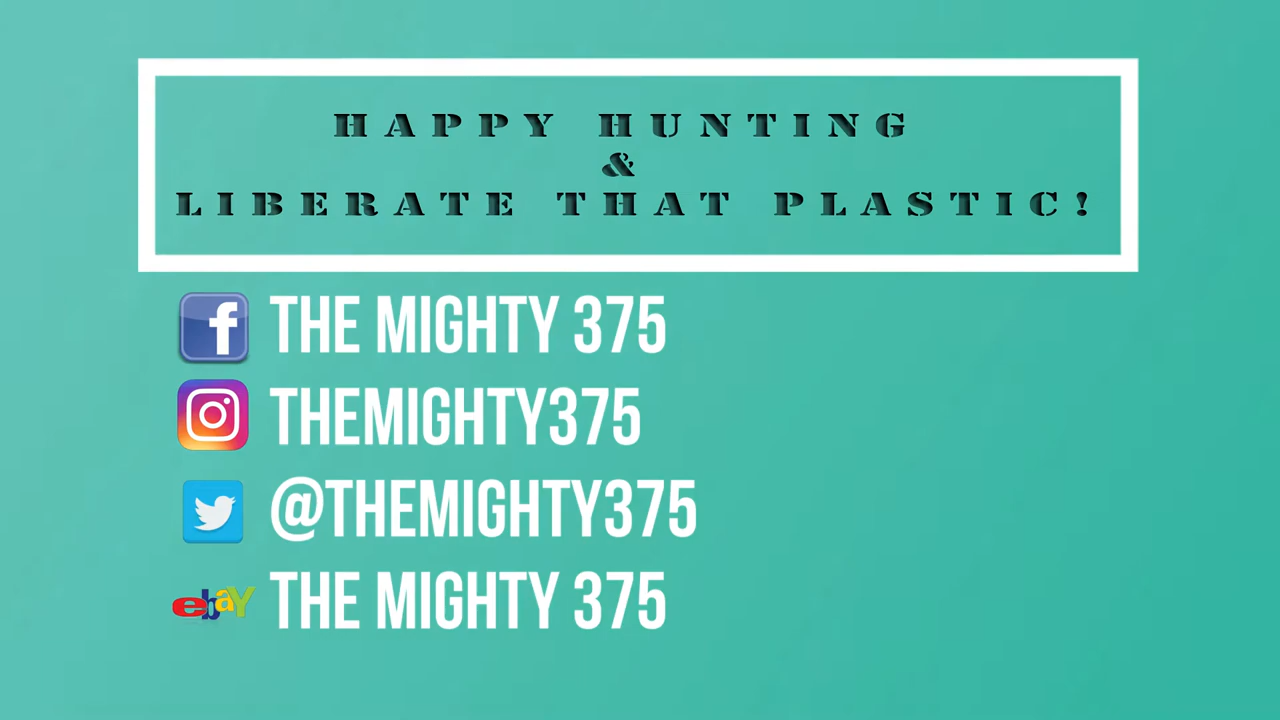 HAPPY HUNTING
&
LIBERATE THAT PLASTIC!
f THE MIGHTY 375
THEMIGHTY375
@THEMIGHTY375
ebay THE MIGHTY 375